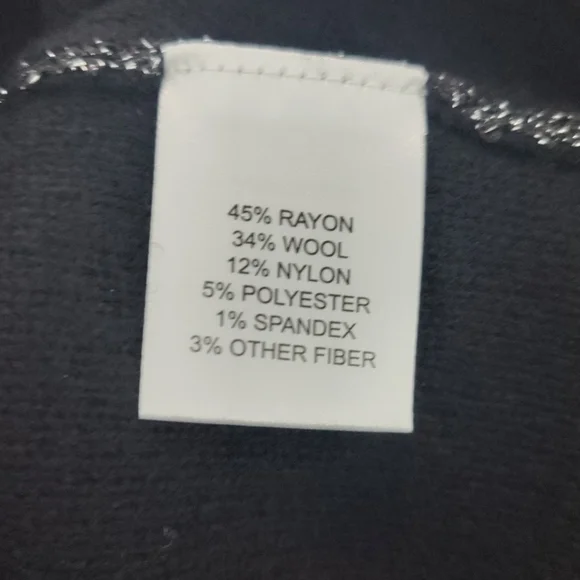 45% RAYON
34% WOOL
12% NYLON
5% POLYESTER
1% SPANDEX
3% OTHER FIBER